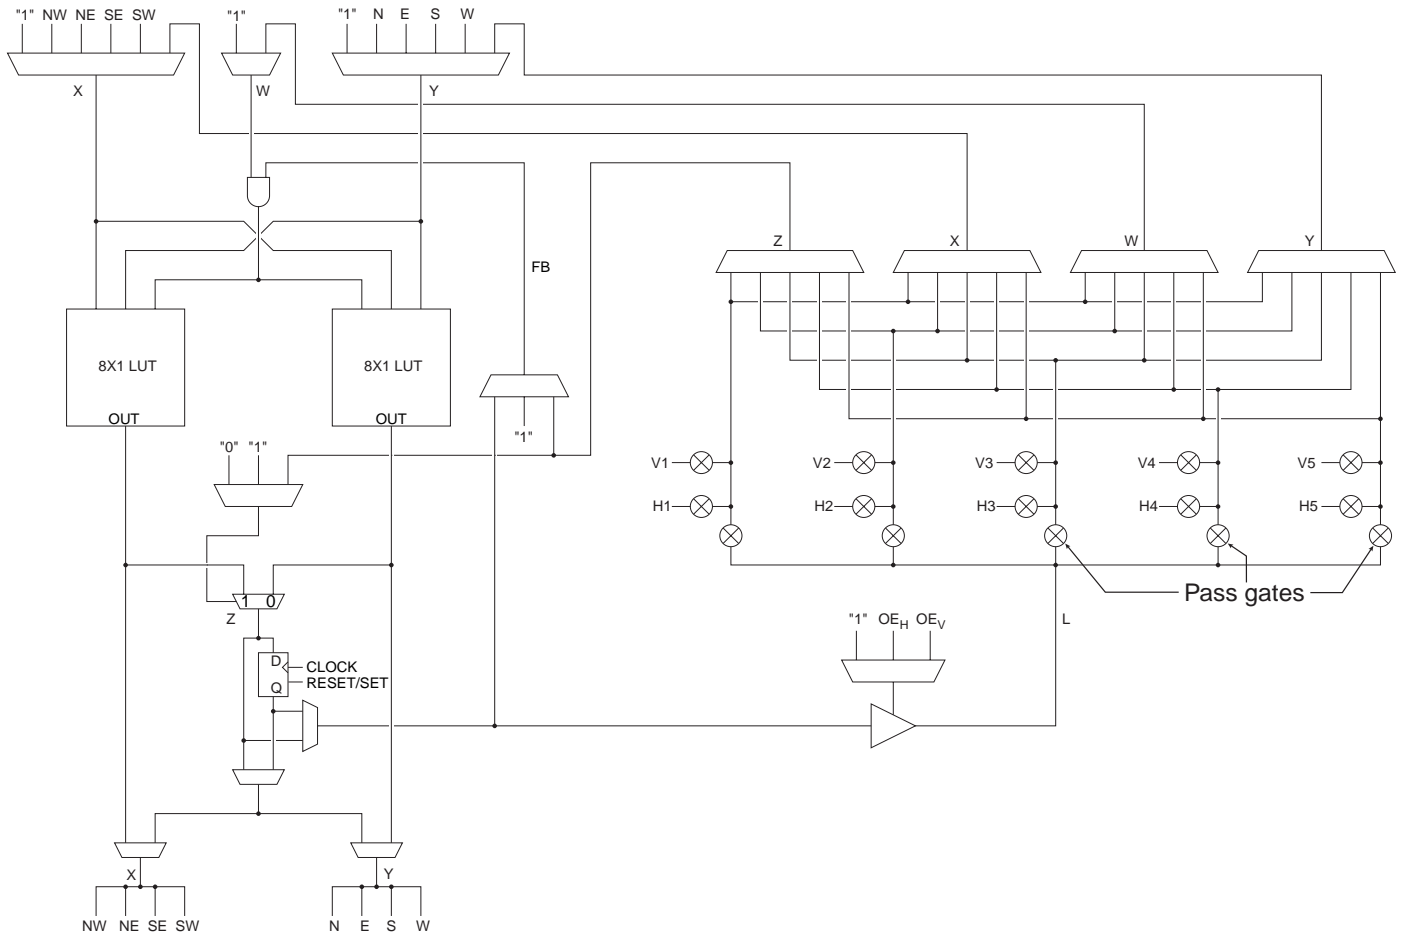 "1" NW NE SE SW "1" "1" N E S W
X W Y
Z X W Y
FB
8X1 LUT 8X1 LUT
OUT OUT
"1"
"0" "1"
V1 V2 V3 V4 V5
H1 H2 H3 H4 H5
Pass gates
1 0
Z
"1" OEH OEV
L
D
CLOCK
Q
RESET/SET
X Y
NW NE SE SW N E S W